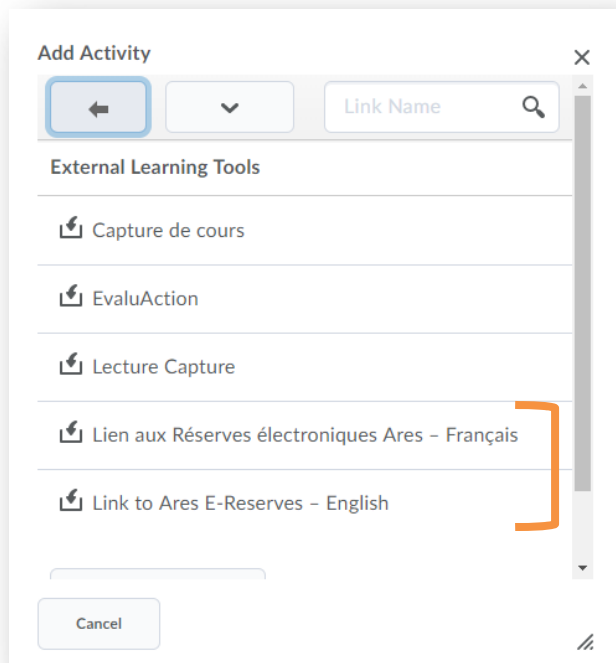 Add Activity
Link Name
External Learning Tools
Capture de cours
EvaluAction
Lecture Capture
Lien aux Réserves électroniques Ares – Français
Link to Ares E-Reserves – English
Cancel